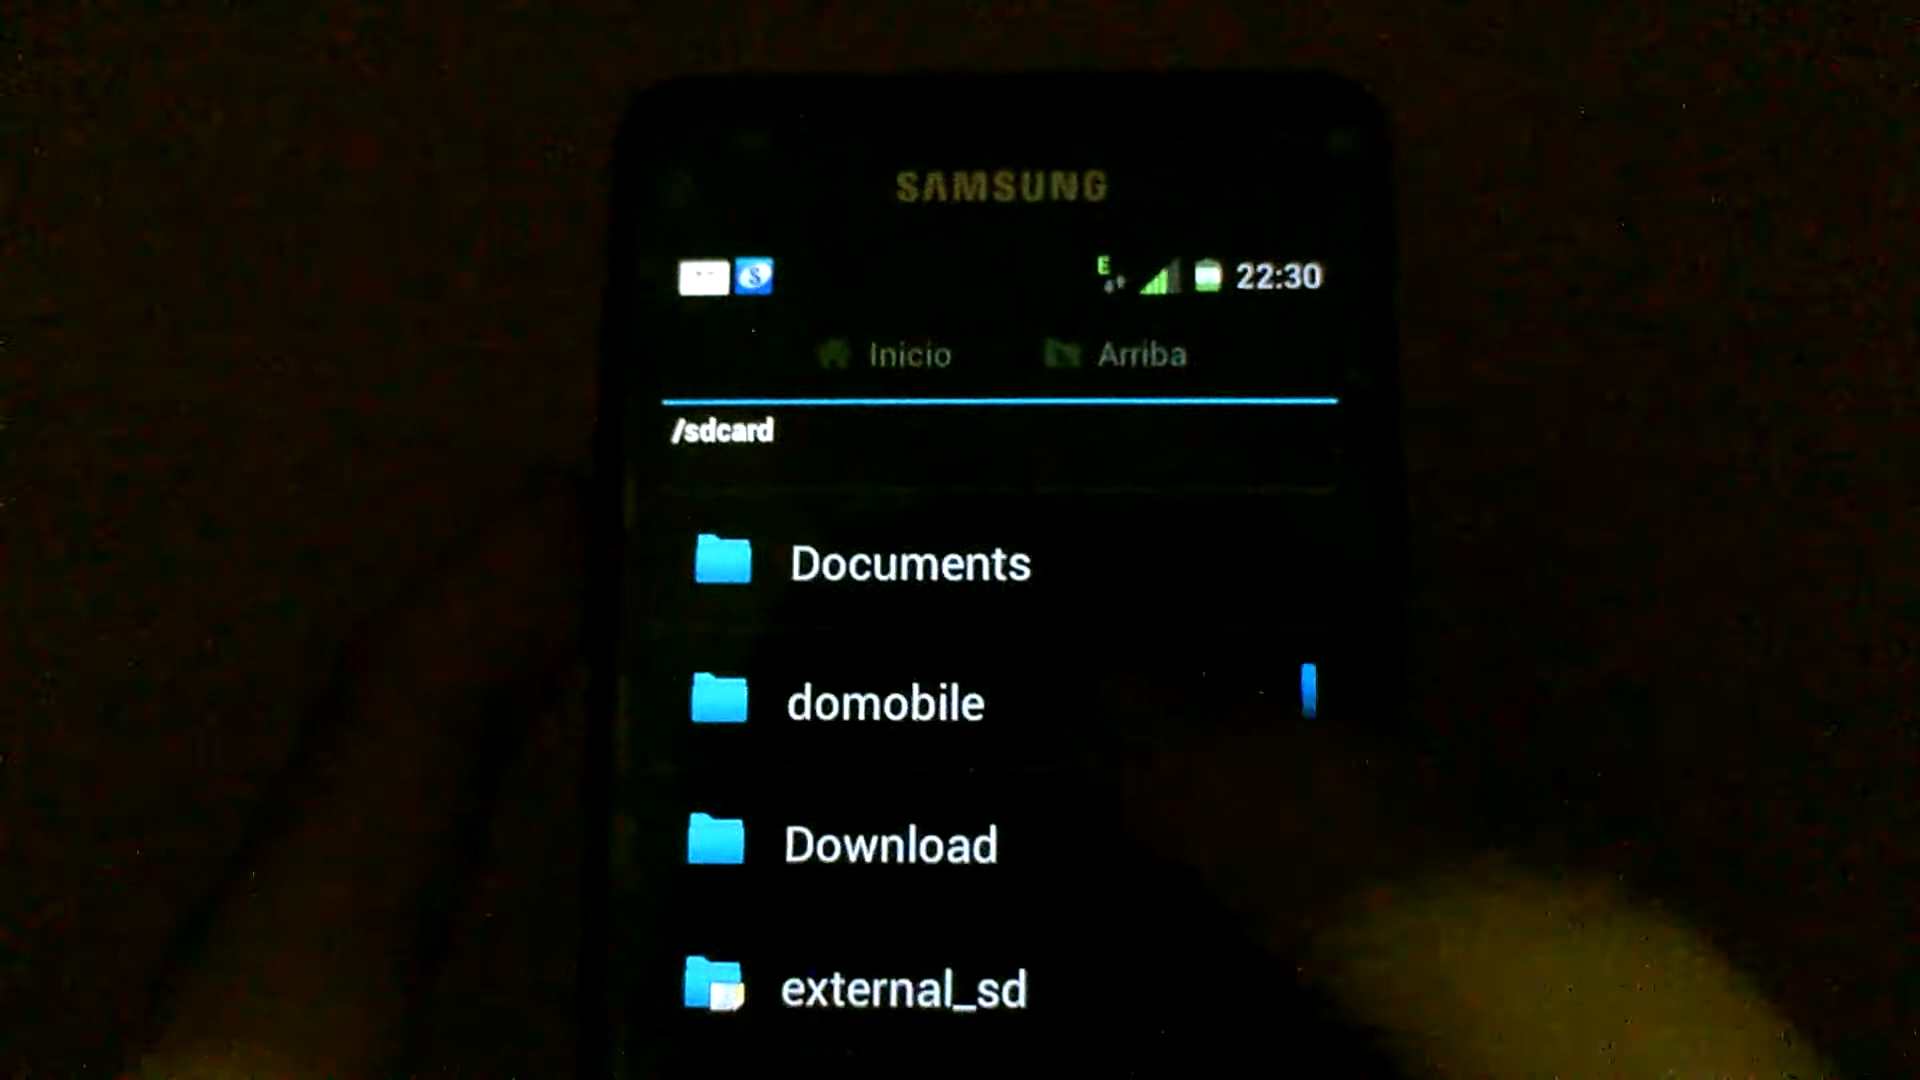 SAMSUNG
E 22:30
Inicio Arriba
/sdcard
Documents
domobile
Download
external_sd